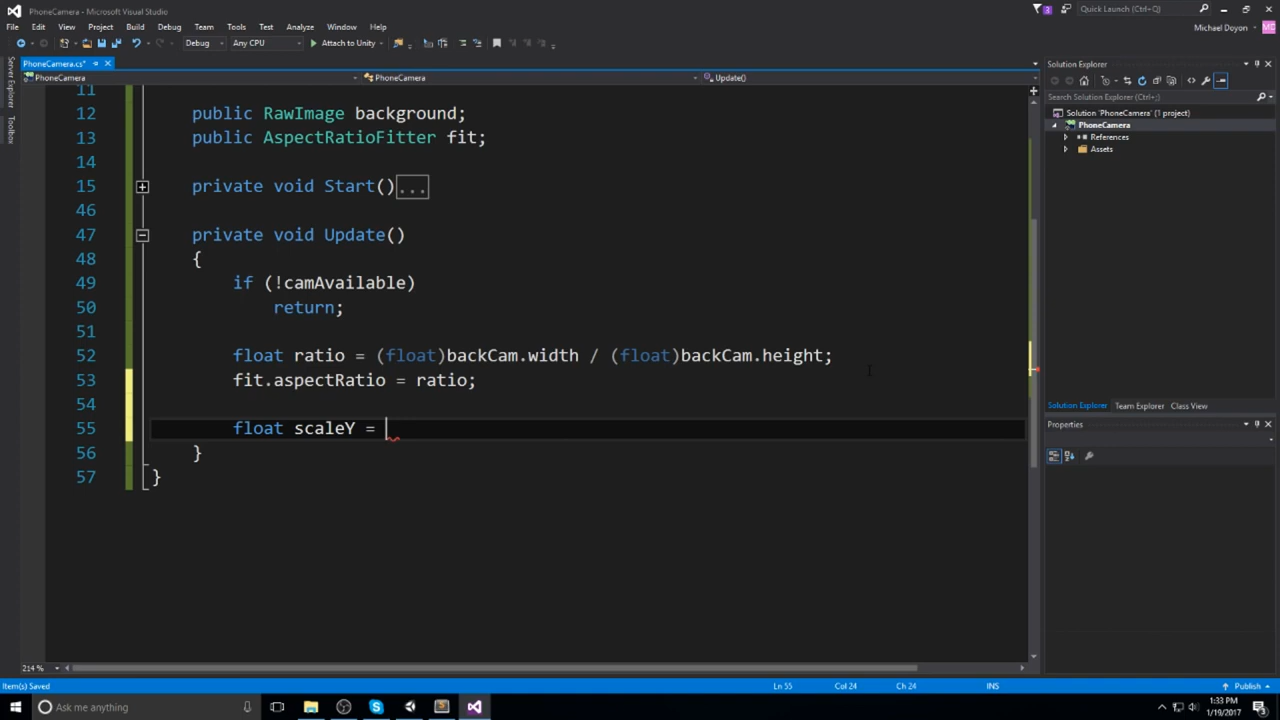 PhoneCamera - Microsoft Visual Studio
3
Quick Launch (Ctrl+Q)
File Edit View Project Build Debug Team Tools Test Analyze Window Help
Michael Doyon
Debug Any CPU Attach to Unity
PhoneCamera.cs*
Solution Explorer
PhoneCamera PhoneCamera Update()
Server Explorer
Toolbox
Search Solution Explorer (Ctrl+;)
Solution 'PhoneCamera' (1 project)
PhoneCamera
References
Assets
11
12 public RawImage background;
13 public AspectRatioFitter fit;
14
15 private void Start()...
46
47 private void Update()
48 {
49 if (!camAvailable)
50 return;
51
52 float ratio = (float)backCam.width / (float)backCam.height;
53 fit.aspectRatio = ratio;
54
55 float scaleY =
56 }
57 }
Solution Explorer Team Explorer Class View
Properties
214 %
Item(s) Saved Ln 55 Col 24 Ch 24 INS Publish
Ask me anything
1:33 PM
1/19/2017